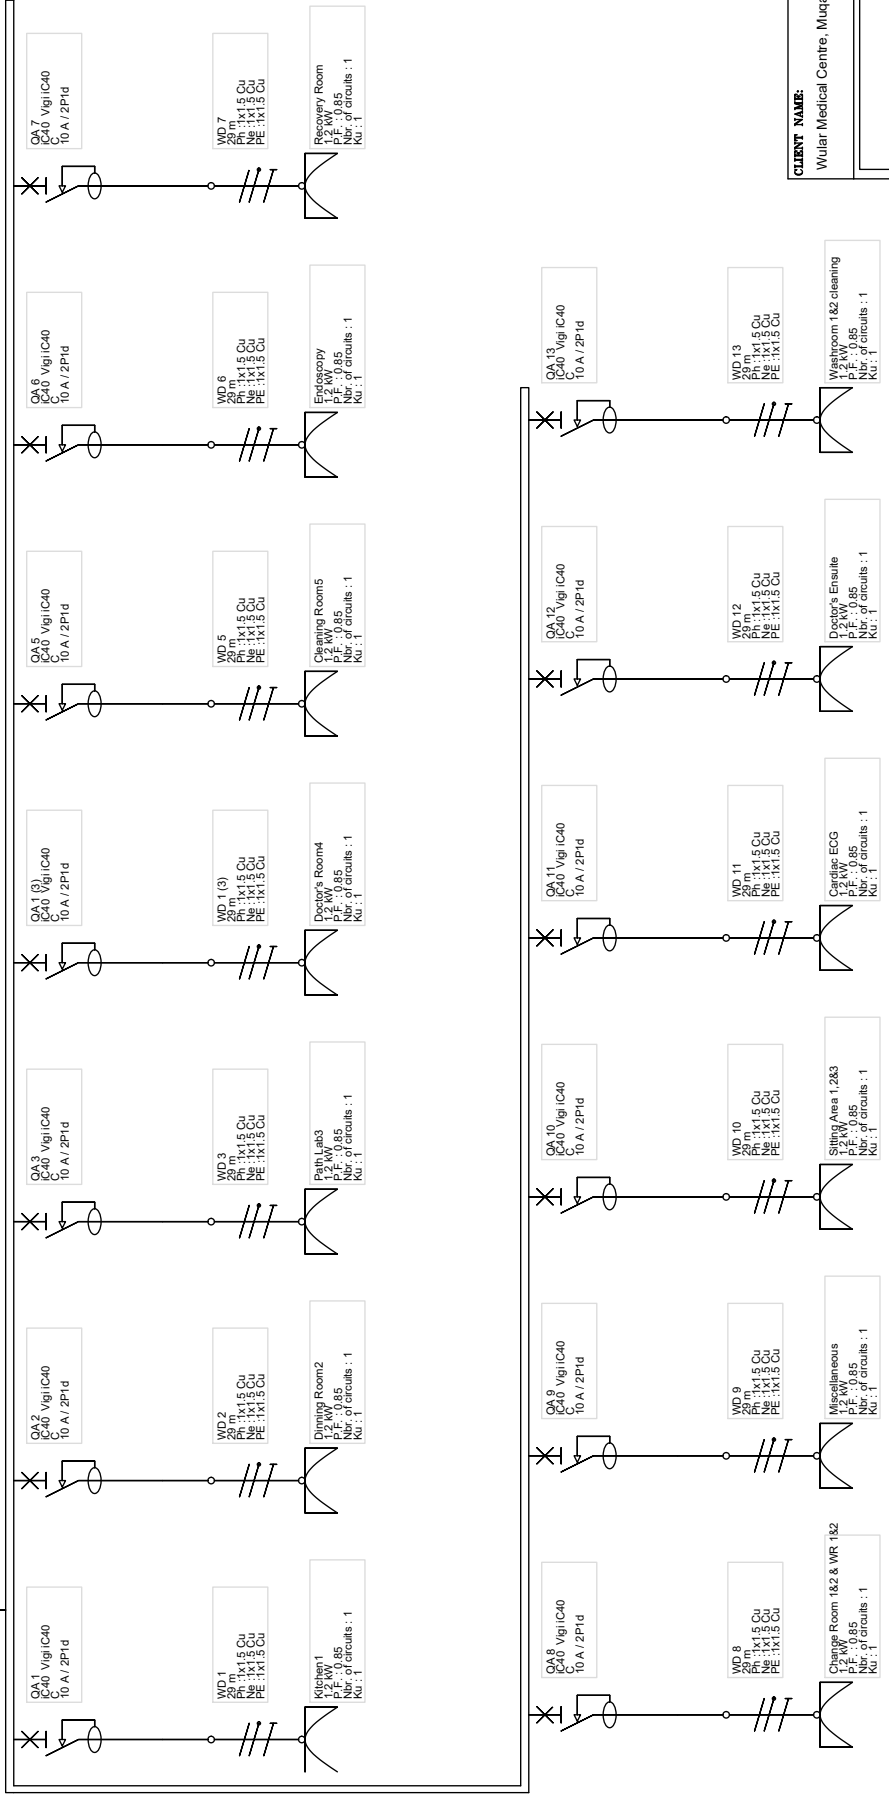 QA 1
iC40 Vigi iC40
C
10 A / 2P1d
WD 1
29 m
Ph :1x1.5 Cu
Ne :1x1.5 Cu
PE :1x1.5 Cu
Kitchen1
1.2 kW
P.F. : 0.85
Nbr. of circuits : 1
Ku : 1
QA 2
iC40 Vigi iC40
C
10 A / 2P1d
WD 2
29 m
Ph :1x1.5 Cu
Ne :1x1.5 Cu
PE :1x1.5 Cu
Dinning Room2
1.2 kW
P.F. : 0.85
Nbr. of circuits : 1
Ku : 1
QA 3
iC40 Vigi iC40
C
10 A / 2P1d
WD 3
29 m
Ph :1x1.5 Cu
Ne :1x1.5 Cu
PE :1x1.5 Cu
Path Lab3
1.2 kW
P.F. : 0.85
Nbr. of circuits : 1
Ku : 1
QA 1 (3)
iC40 Vigi iC40
C
10 A / 2P1d
WD 1 (3)
29 m
Ph :1x1.5 Cu
Ne :1x1.5 Cu
PE :1x1.5 Cu
Doctor's Room4
1.2 kW
P.F. : 0.85
Nbr. of circuits : 1
Ku : 1
QA 5
iC40 Vigi iC40
C
10 A / 2P1d
WD 5
29 m
Ph :1x1.5 Cu
Ne :1x1.5 Cu
PE :1x1.5 Cu
Cleaning Room5
1.2 kW
P.F. : 0.85
Nbr. of circuits : 1
Ku : 1
QA 6
iC40 Vigi iC40
C
10 A / 2P1d
WD 6
29 m
Ph :1x1.5 Cu
Ne :1x1.5 Cu
PE :1x1.5 Cu
Endoscopy
1.2 kW
P.F. : 0.85
Nbr. of circuits : 1
Ku : 1
QA 7
iC40 Vigi iC40
C
10 A / 2P1d
WD 7
29 m
Ph :1x1.5 Cu
Ne :1x1.5 Cu
PE :1x1.5 Cu
Recovery Room
1.2 kW
P.F. : 0.85
Nbr. of circuits : 1
Ku : 1
QA 8
iC40 Vigi iC40
C
10 A / 2P1d
WD 8
29 m
Ph :1x1.5 Cu
Ne :1x1.5 Cu
PE :1x1.5 Cu
Change Room 1&2 & WR 1&2
1.2 kW
P.F. : 0.85
Nbr. of circuits : 1
Ku : 1
QA 9
iC40 Vigi iC40
C
10 A / 2P1d
WD 9
29 m
Ph :1x1.5 Cu
Ne :1x1.5 Cu
PE :1x1.5 Cu
Miscellaneous
1.2 kW
P.F. : 0.85
Nbr. of circuits : 1
Ku : 1
QA 10
iC40 Vigi iC40
C
10 A / 2P1d
WD 10
29 m
Ph :1x1.5 Cu
Ne :1x1.5 Cu
PE :1x1.5 Cu
Sitting Area 1,2&3
1.2 kW
P.F. : 0.85
Nbr. of circuits : 1
Ku : 1
QA 11
iC40 Vigi iC40
C
10 A / 2P1d
WD 11
29 m
Ph :1x1.5 Cu
Ne :1x1.5 Cu
PE :1x1.5 Cu
Cardiac ECG
1.2 kW
P.F. : 0.85
Nbr. of circuits : 1
Ku : 1
QA 12
iC40 Vigi iC40
C
10 A / 2P1d
WD 12
29 m
Ph :1x1.5 Cu
Ne :1x1.5 Cu
PE :1x1.5 Cu
Doctor's Ensuite
1.2 kW
P.F. : 0.85
Nbr. of circuits : 1
Ku : 1
QA 13
iC40 Vigi iC40
C
10 A / 2P1d
WD 13
29 m
Ph :1x1.5 Cu
Ne :1x1.5 Cu
PE :1x1.5 Cu
Washroom 1&2 cleaning
1.2 kW
P.F. : 0.85
Nbr. of circuits : 1
Ku : 1
CLIENT NAME:
Wular Medical Centre,